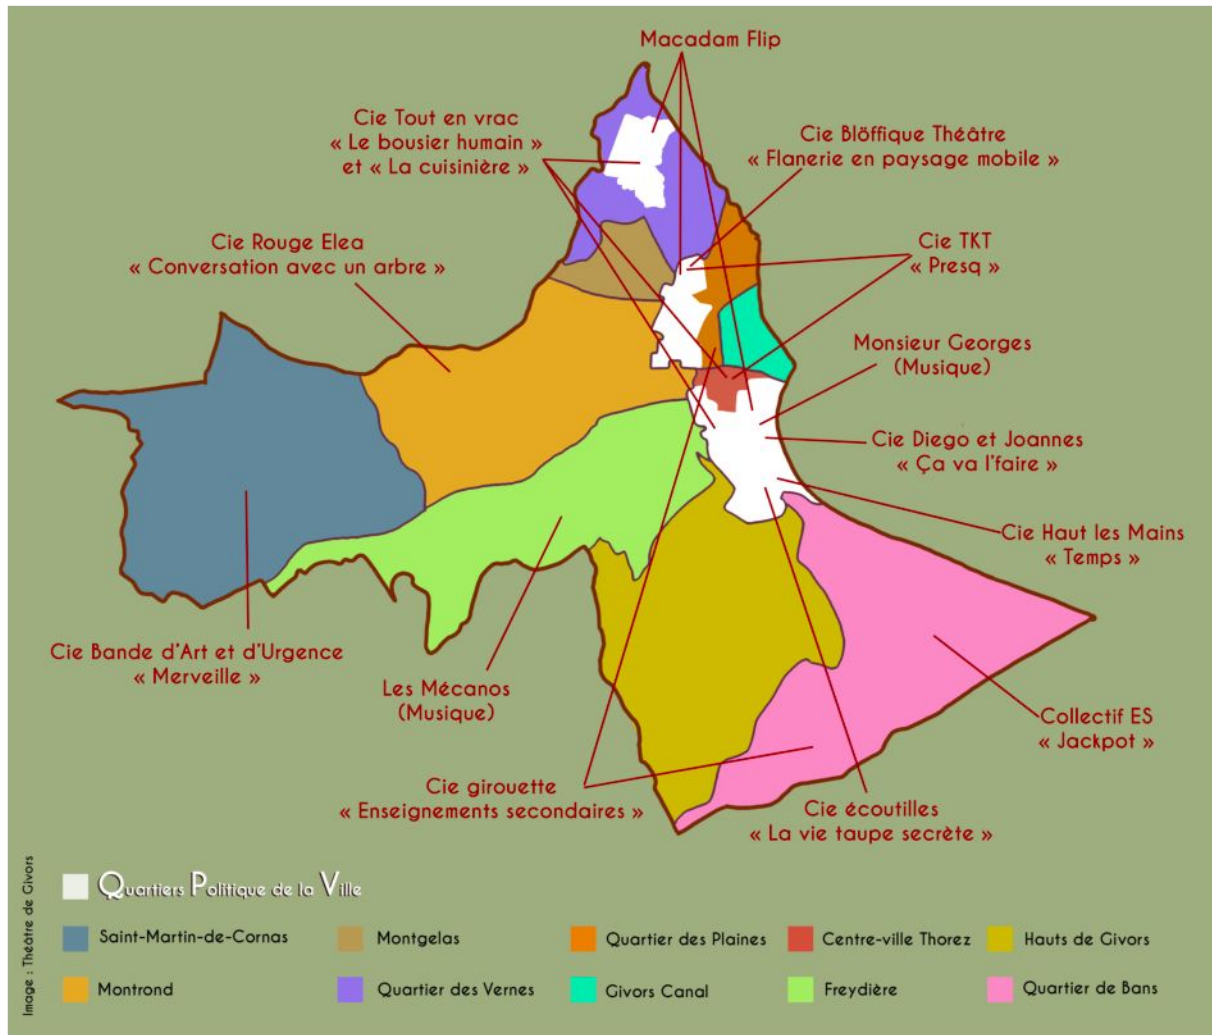 Macadam Flip
Cie Tout en vrac
« Le bousier humain »
et « La cuisinière »
Cie Blöffique Théâtre
« Flanerie en paysage mobile »
Cie Rouge Elea
« Conversation avec un arbre »
Cie TKT
« Presq »
Monsieur Georges
(Musique)
Cie Diego et Joannes
« Ça va l'faire »
Cie Haut les Mains
« Temps »
Cie Bande d'Art et d'Urgence
« Merveille »
Les Mécanos
(Musique)
Collectif ES
« Jackpot »
Cie girouette
« Enseignements secondaires »
Cie écoutilles
« La vie taupe secrète »
Image : Théâtre de Givors
Quartiers Politique de la Ville
Saint-Martin-de-Cornas
Montgelas
Quartier des Plaines
Centre-ville Thorez
Hauts de Givors
Montrond
Quartier des Vernes
Givors Canal
Freydière
Quartier de Bans